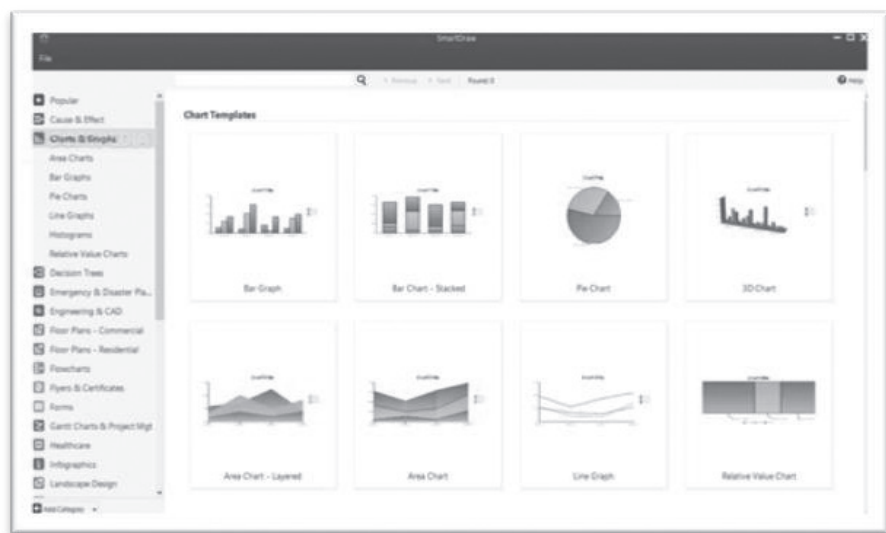 SmartDraw
File
Found: 0
Help
Popular
Cause & Effect
Charts & Graphs
Area Charts
Bar Graphs
Pie Charts
Line Graphs
Histograms
Relative Value Charts
Decision Trees
Emergency & Disaster Pla...
Engineering & CAD
Floor Plans - Commercial
Floor Plans - Residential
Flowcharts
Flyers & Certificates
Forms
Gantt Charts & Project Mgt
Healthcare
Infographics
Landscape Design
Add Category
Chart Templates
Bar Graph
Bar Chart - Stacked
Pie Chart
3D Chart
Area Chart - Layered
Area Chart
Line Graph
Relative Value Chart